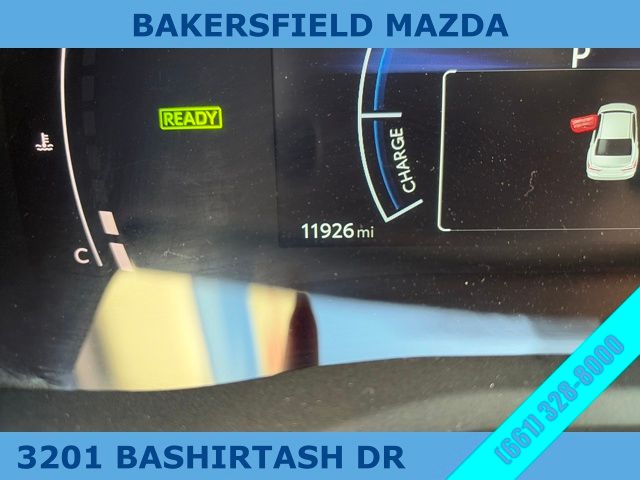 BAKERSFIELD MAZDA
P
READY
CHARGE
11926 mi
C
(661) 328-8000
3201 BASHIRTASH DR